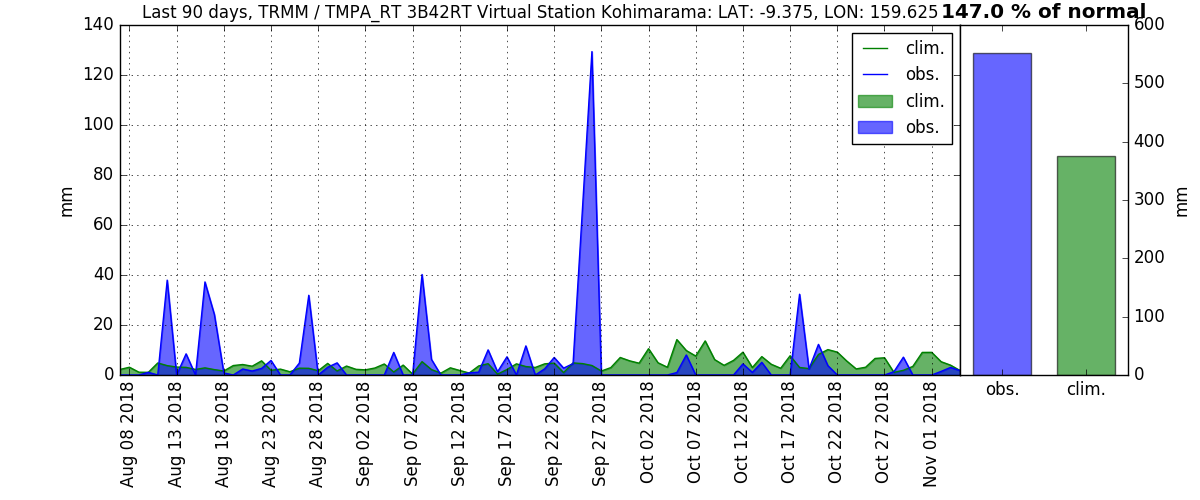 Last 90 days, TRMM / TMPA_RT 3B42RT Virtual Station Kohimarama: LAT: -9.375, LON: 159.625
147.0 % of normal
140
120
100
80
60
40
20
0
mm
clim.
obs.
clim.
obs.
Aug 08 2018
Aug 13 2018
Aug 18 2018
Aug 23 2018
Aug 28 2018
Sep 02 2018
Sep 07 2018
Sep 12 2018
Sep 17 2018
Sep 22 2018
Sep 27 2018
Oct 02 2018
Oct 07 2018
Oct 12 2018
Oct 17 2018
Oct 22 2018
Oct 27 2018
Nov 01 2018
600
500
400
300
200
100
0
mm
obs.
clim.